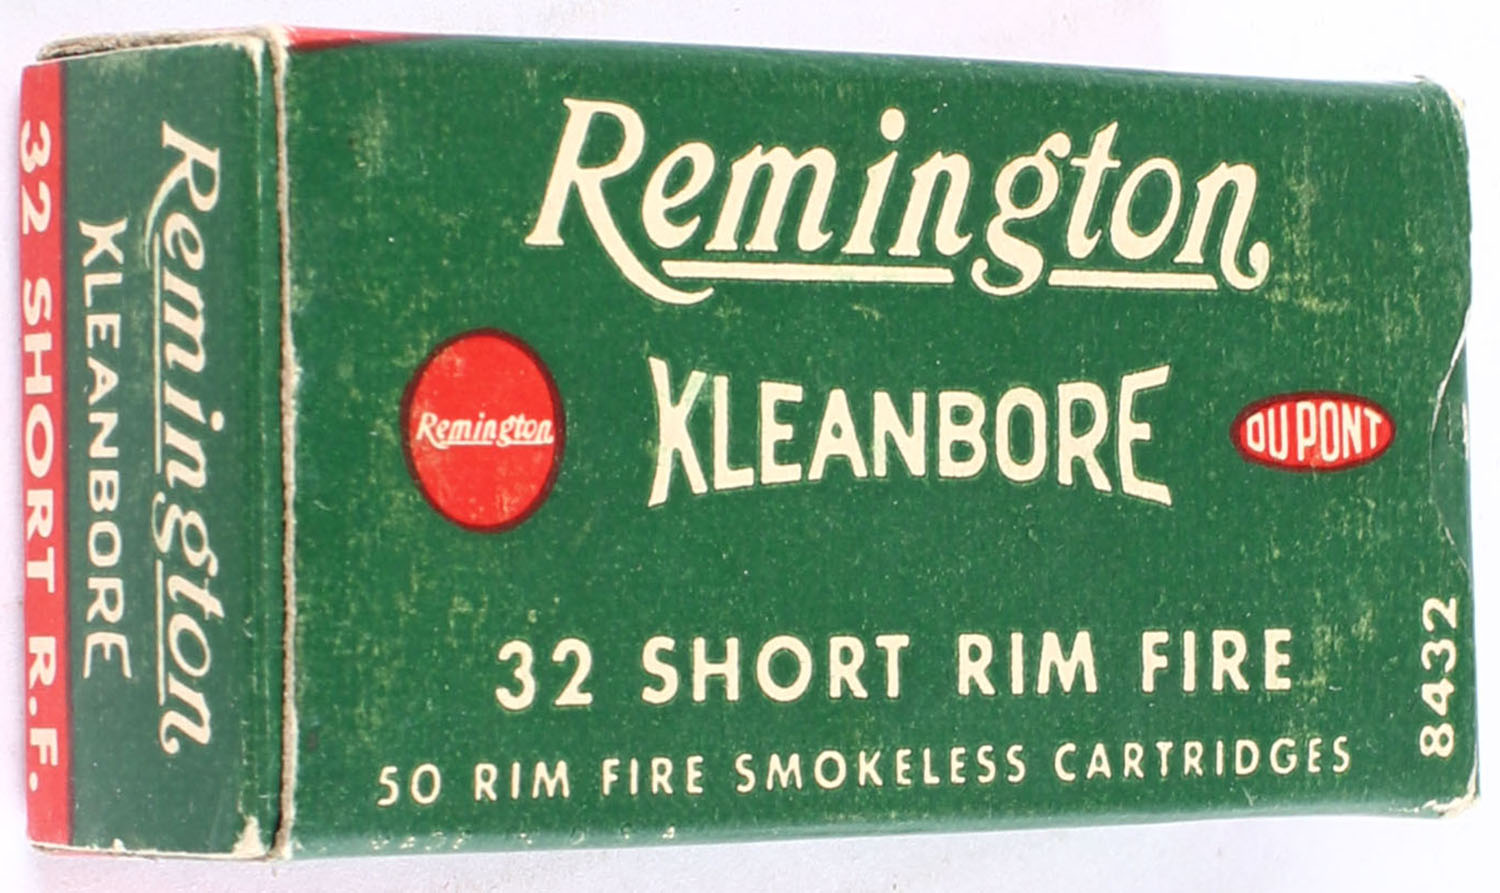 Remington
KLEANBORE
Remington
DU PONT
32 SHORT RIM FIRE
50 RIM FIRE SMOKELESS CARTRIDGES
8432
Remington
KLEANBORE
32 SHORT R.F.